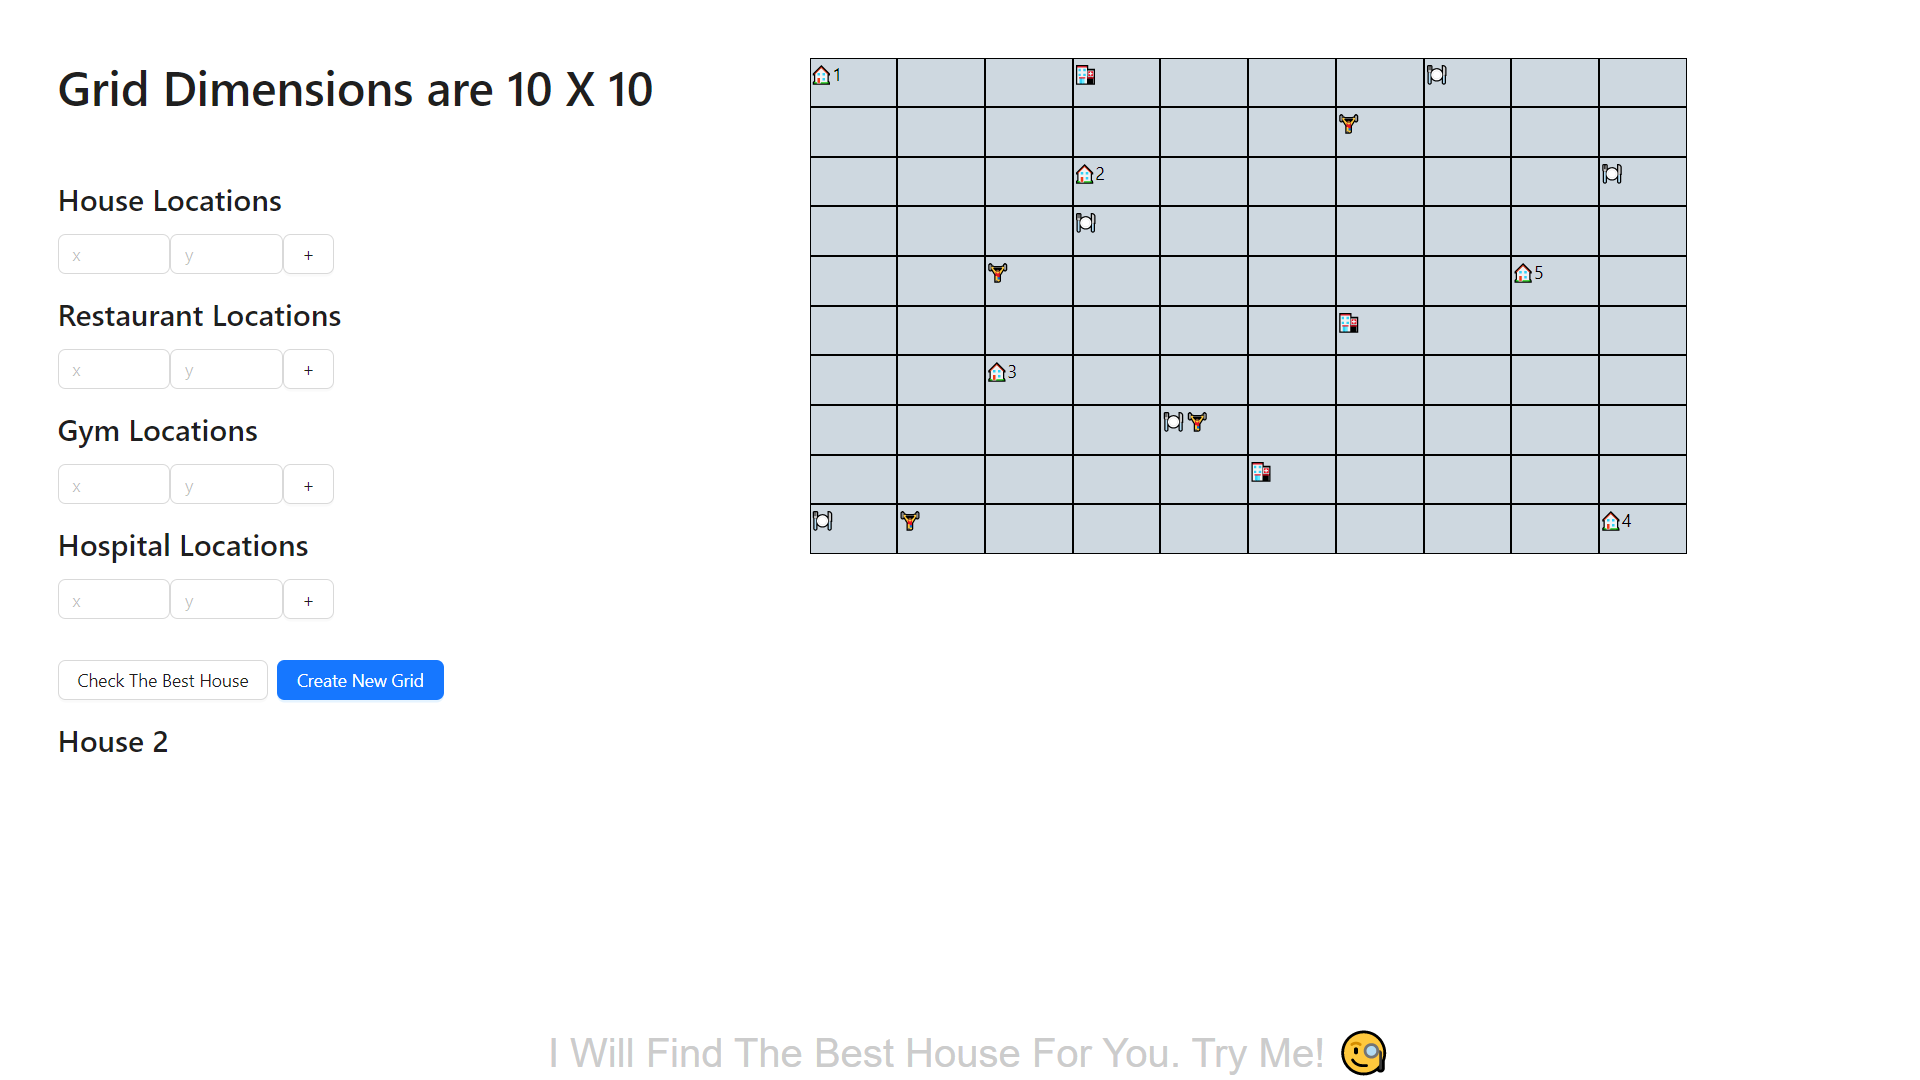 Grid Dimensions are 10 X 10
House Locations
x y +
Restaurant Locations
x y +
Gym Locations
x y +
Hospital Locations
x y +
Check The Best House Create New Grid
House 2
1
2
5
3
4
I Will Find The Best House For You. Try Me!